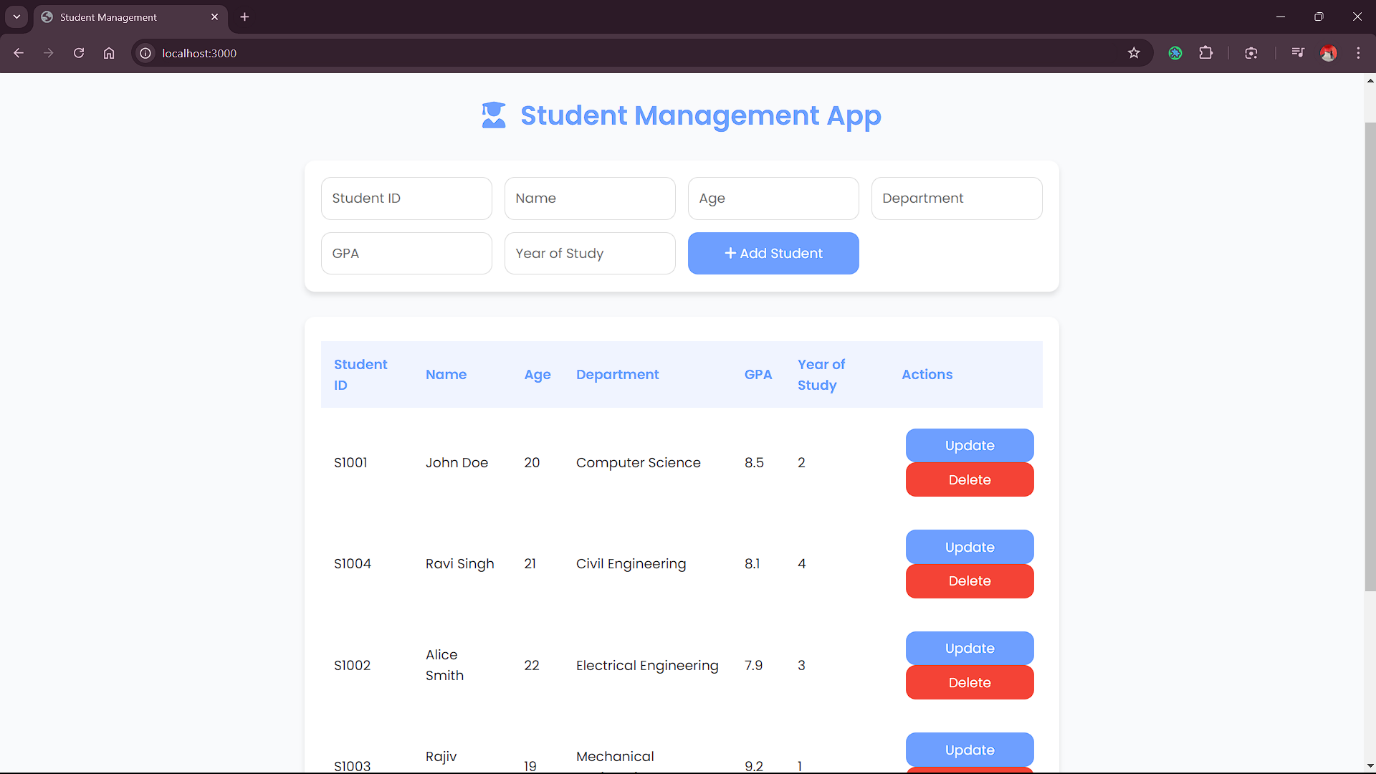 Student Management
localhost:3000
Student Management App
Student ID Name Age Department
GPA Year of Study + Add Student
Student ID Name Age Department GPA Year of Study Actions
S1001 John Doe 20 Computer Science 8.5 2 Update
Delete
S1004 Ravi Singh 21 Civil Engineering 8.1 4 Update
Delete
S1002 Alice Smith 22 Electrical Engineering 7.9 3 Update
Delete
S1003 Rajiv 19 Mechanical 9.2 1 Update